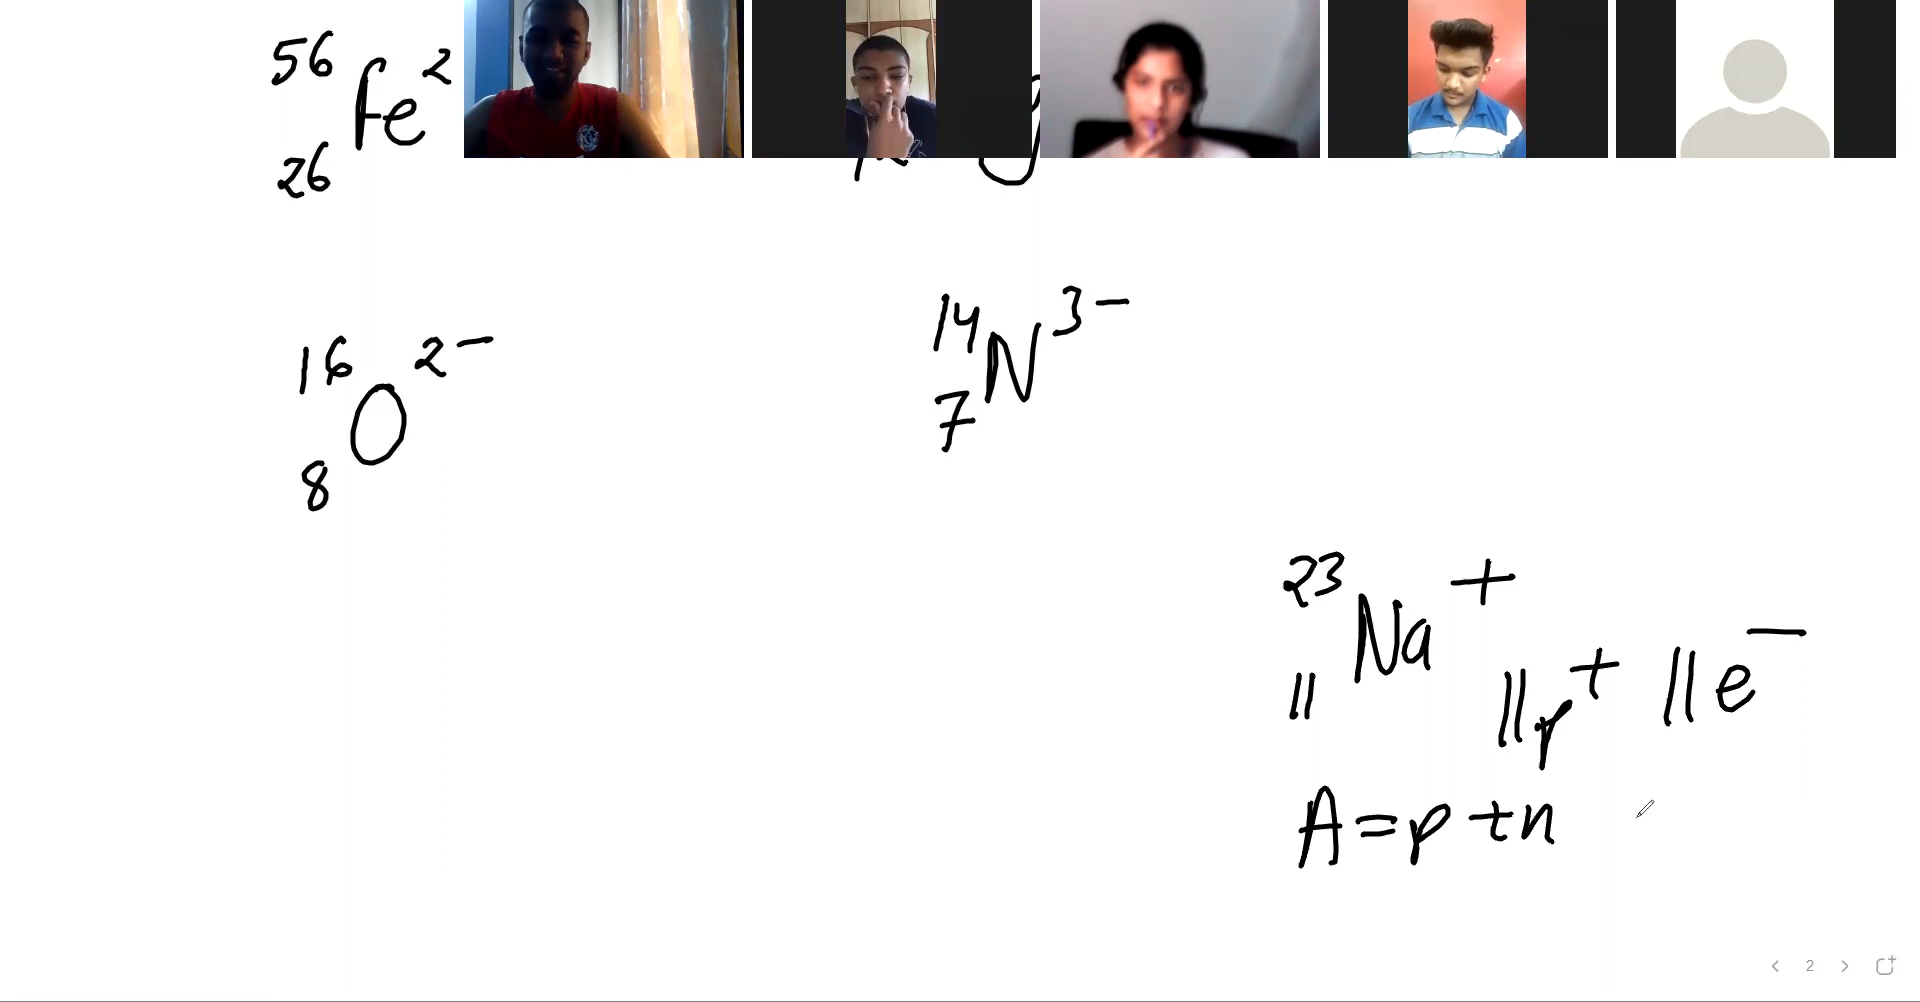 56 Fe 2
26
16 O 2-
8
14 N 3-
7
23 Na +
11
11p+ 11e-
A=p+n
2